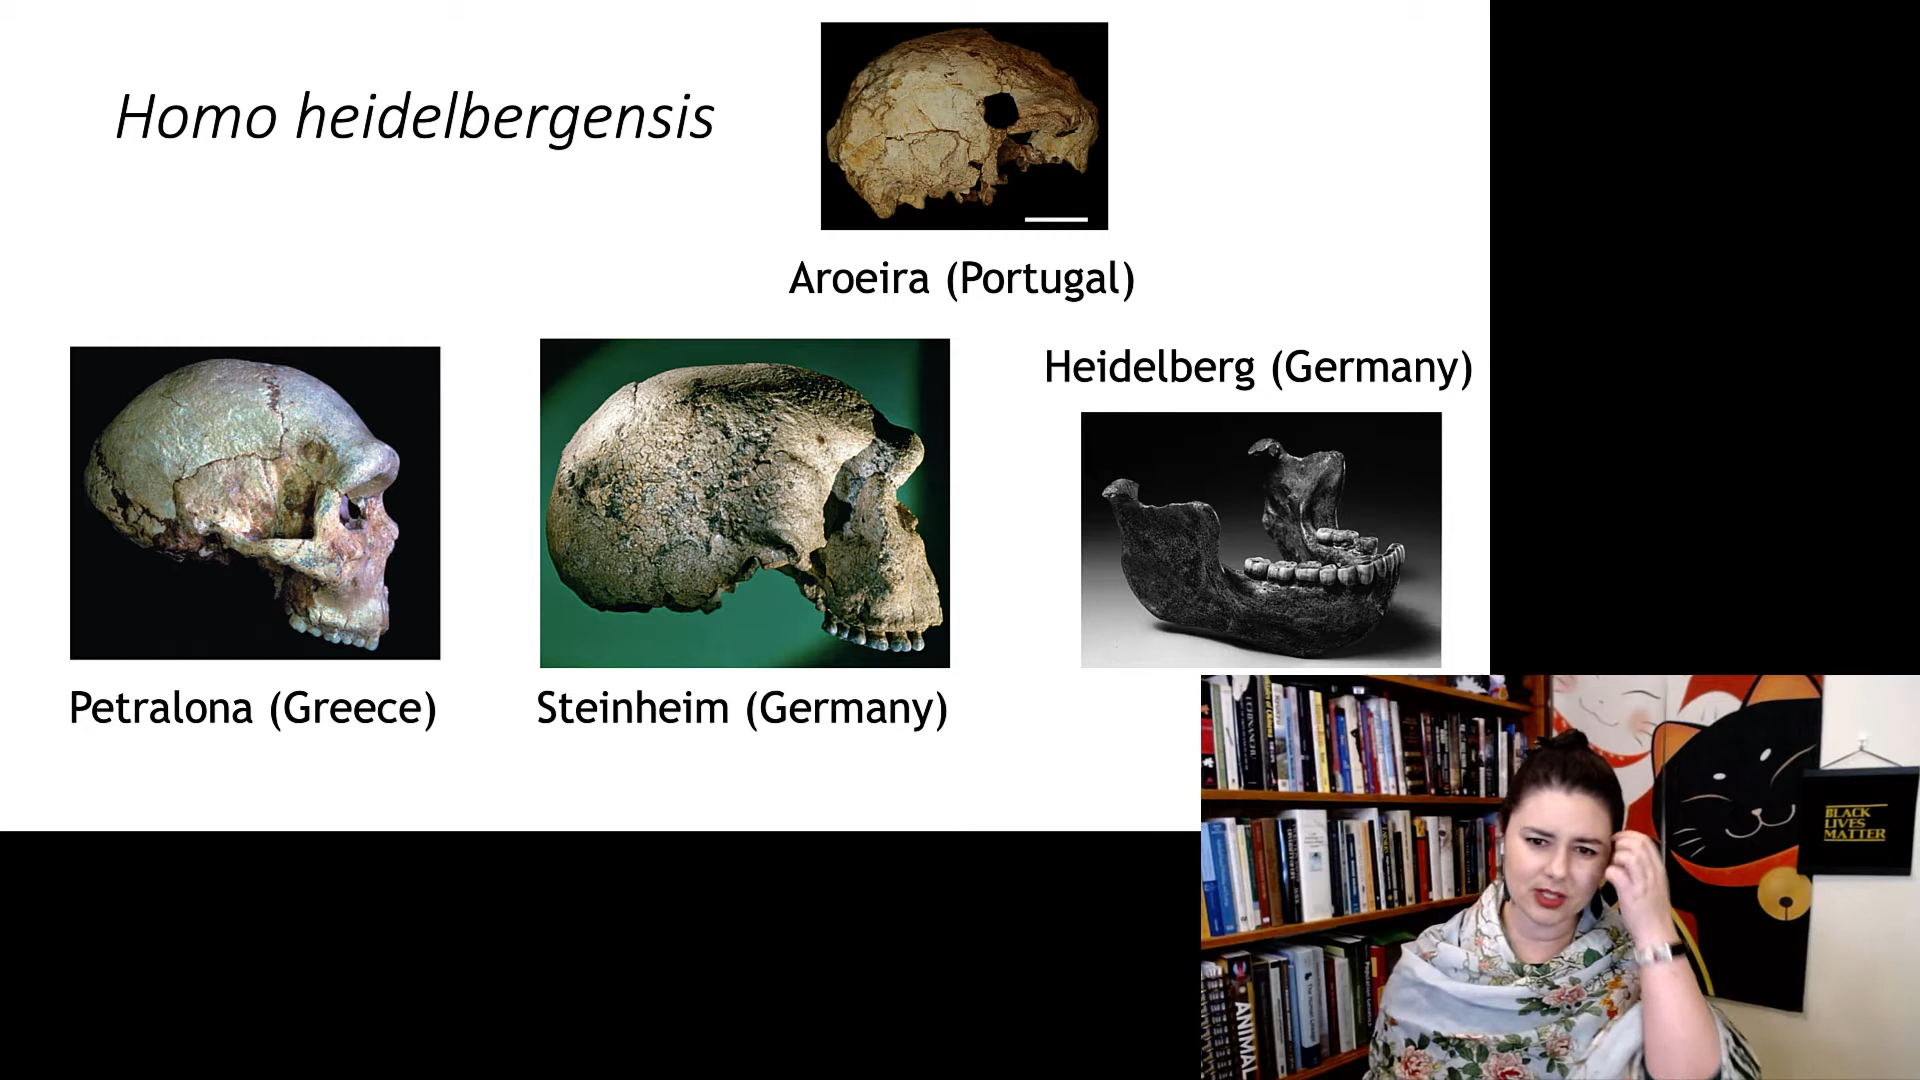 Homo heidelbergensis
Aroeira (Portugal)
Heidelberg (Germany)
Petralona (Greece)
Steinheim (Germany)
BLACK
LIVES
MATTER
ANIMAL